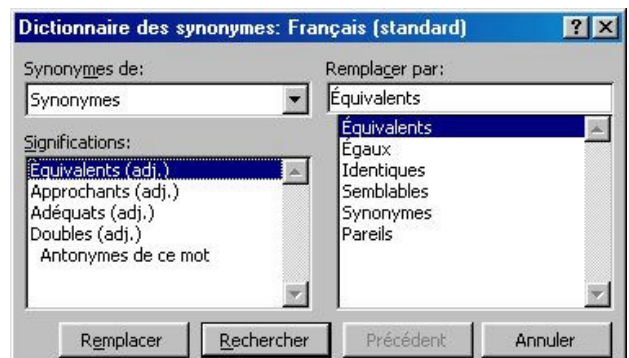 Dictionnaire des synonymes: Français (standard)
? ×
Synonymes de:
Synonymes
Significations:
Équivalents (adj.)
Approchants (adj.)
Adéquats (adj.)
Doubles (adj.)
Antonymes de ce mot
Remplacer par:
Équivalents
Équivalents
Égaux
Identiques
Semblables
Synonymes
Pareils
Remplacer
Rechercher
Précédent
Annuler